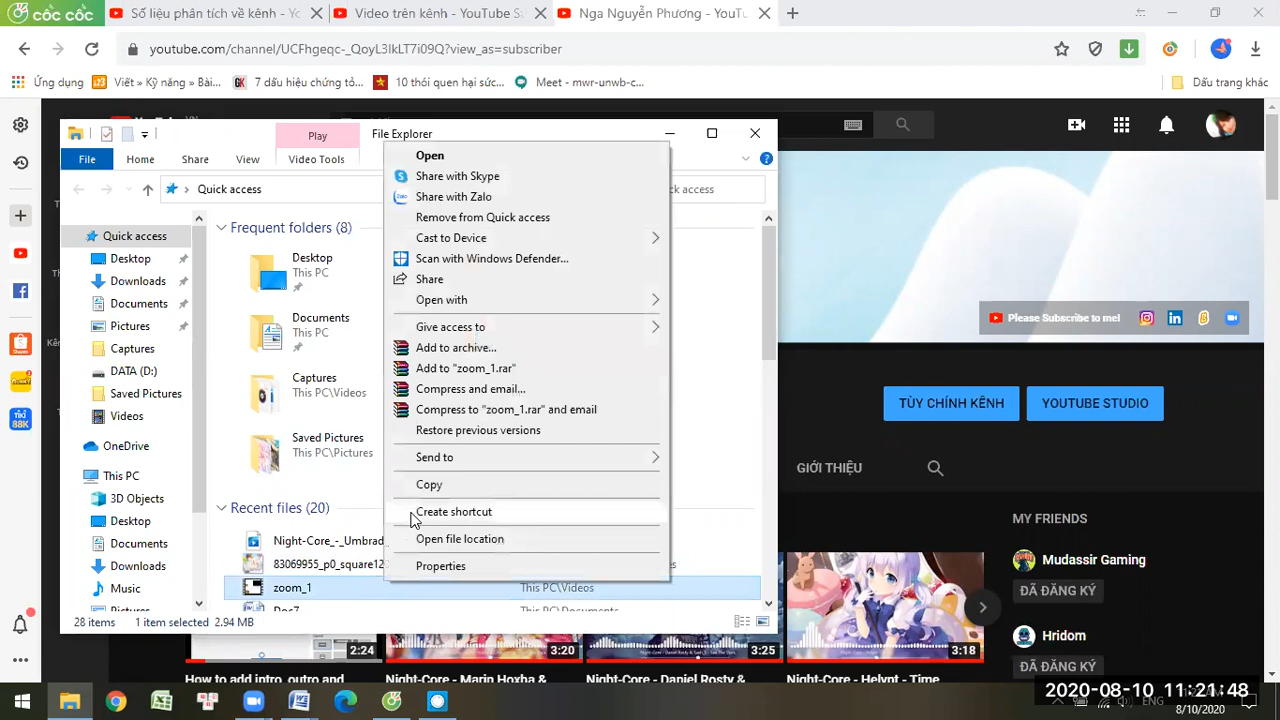 cốc cốc
Số liệu phân tích về kênh - Yo
Video trên kênh - Youtube St
Nga Nguyễn Phương - YouTu
youtube.com/channel/UCFhgeqc-_QoyL3lkLT7i09Q?view_as=subscriber
Ứng dụng
Viết » Kỹ năng » Bài...
7 dấu hiệu chứng tỏ...
10 thói quen hại sức...
Meet - mwr-unwb-c...
Dấu trang khác
Play
File Explorer
File
Home
Share
View
Video Tools
Quick access
ck access
Quick access
Desktop
Downloads
Documents
Pictures
Captures
DATA (D:)
Saved Pictures
Videos
OneDrive
This PC
3D Objects
Desktop
Documents
Downloads
Music
Pictures
Frequent folders (8)
Desktop
This PC
Documents
This PC
Captures
This PC\Videos
Saved Pictures
This PC\Pictures
Recent files (20)
Night-Core_-_Umbrad
83069955_p0_square12
zoom_1
This PC\Videos
Doc7
This PC\Documents
28 items
1 item selected
2.94 MB
Open
Share with Skype
Share with Zalo
Remove from Quick access
Cast to Device
Scan with Windows Defender...
Share
Open with
Give access to
Add to archive...
Add to "zoom_1.rar"
Compress and email...
Compress to "zoom_1.rar" and email
Restore previous versions
Send to
Copy
Create shortcut
Open file location
Properties
Please Subscribe to me!
TÙY CHỈNH KÊNH
YOUTUBE STUDIO
GIỚI THIỆU
MY FRIENDS
Mudassir Gaming
ĐÃ ĐĂNG KÝ
Hridom
ĐÃ ĐĂNG KÝ
2:24
3:20
3:25
3:18
How to add intro, outro and
Night-Core - Marin Hoxha &
Night-Core - Daniel Rosty &
Night-Core - Helynt - Time
2020-08-10 11:21:48
ENG
8/10/2020